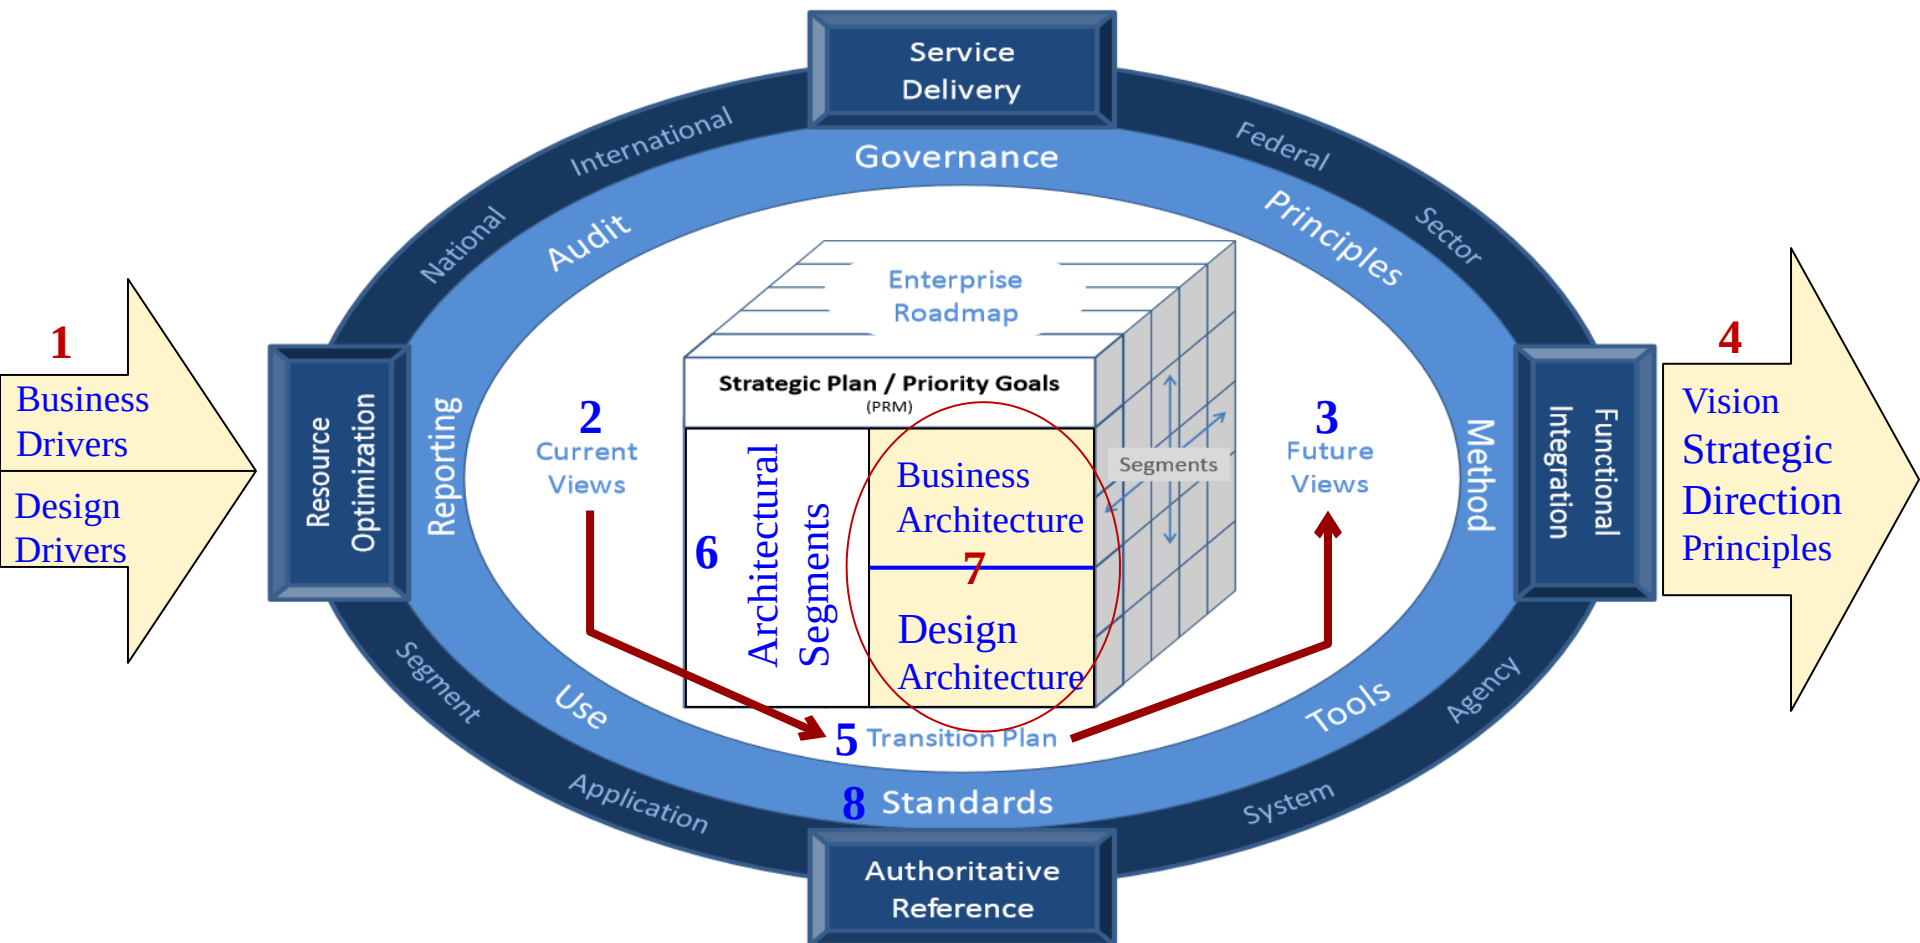 Service
Delivery
Governance
International
Federal
National
Audit
Principles
Sector
Enterprise
Roadmap
1
Business
Drivers
Design
Drivers
Resource
Optimization
Reporting
2
Current
Views
Strategic Plan / Priority Goals
(PRM)
6
Architectural
Segments
Business
Architecture
7
Design
Architecture
Segments
3
Future
Views
Method
Functional
Integration
4
Vision
Strategic
Direction
Principles
Segment
Use
5 Transition Plan
Tools
Agency
Application
8 Standards
System
Authoritative
Reference